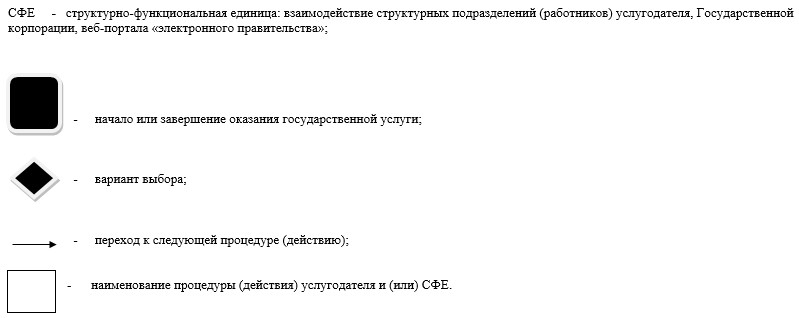 СФЕ - структурно-функциональная единица: взаимодействие структурных подразделений (работников) услугодателя, Государственной
корпорации, веб-портала «электронного правительства»;
- начало или завершение оказания государственной услуги;
- вариант выбора;
- переход к следующей процедуре (действию);
- наименование процедуры (действия) услугодателя и (или) СФЕ.